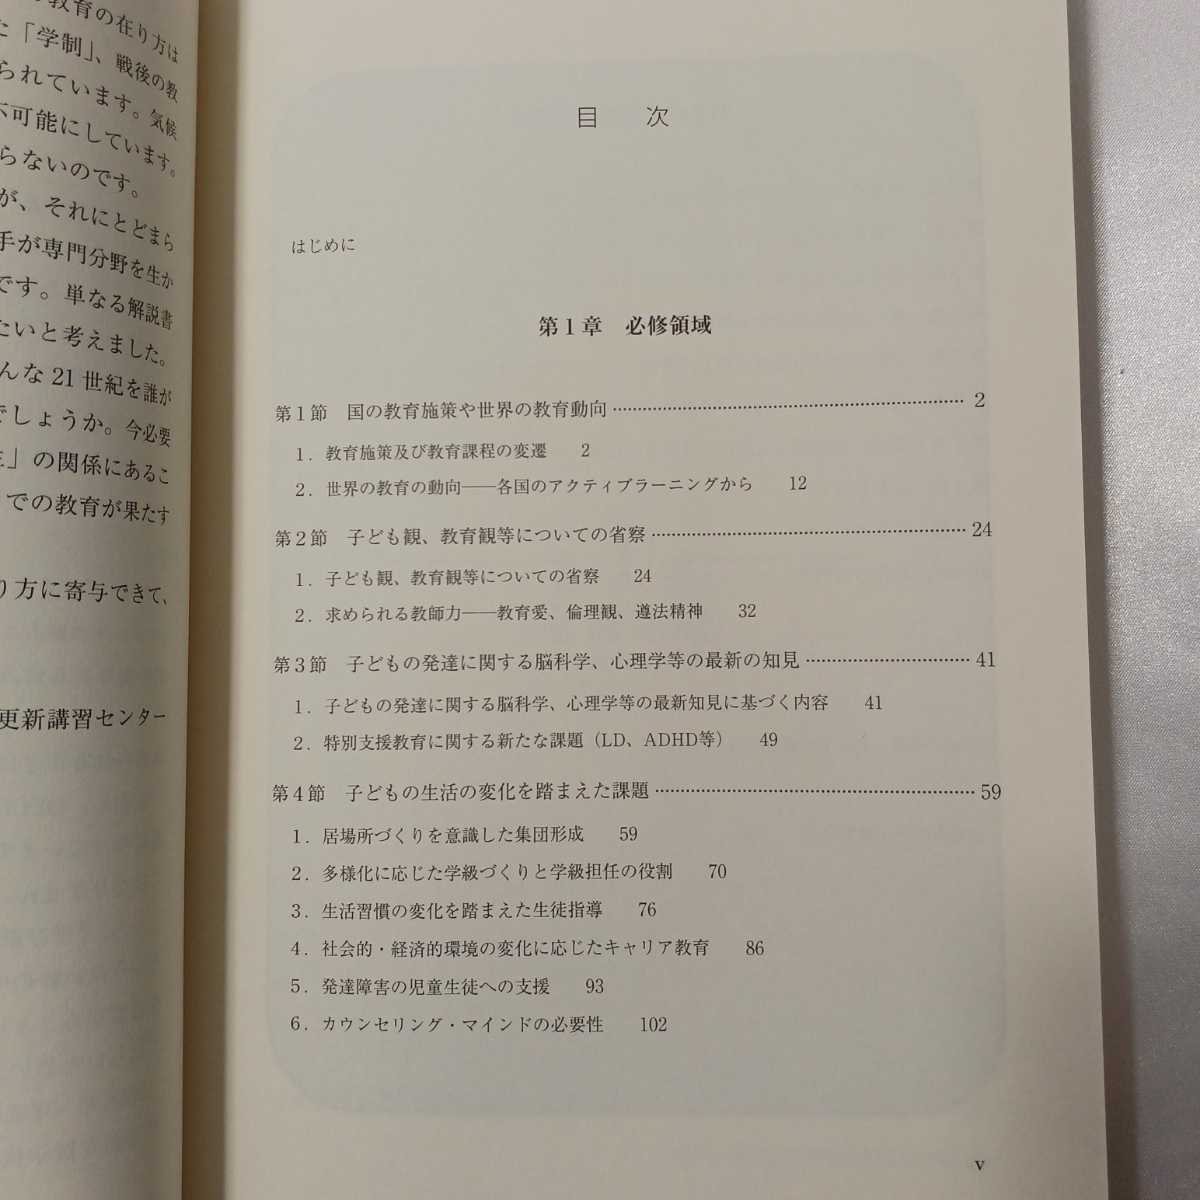 教育の在り方は
「学制」、戦後の教
られています。気候
不可能にしています。
らないのです。
が、それにとどまら
手が専門分野を生か
です。単なる解説書
たいと考えました。
んな21世紀を誰が
でしょうか。今必要
」の関係にあるこ
での教育が果たす
り方に寄与できて、
更新講習センター
目 次
はじめに
第1章 必修領域
第1節 国の教育施策や世界の教育動向 …… 2
1. 教育施策及び教育課程の変遷 2
2. 世界の教育の動向――各国のアクティブラーニングから 12
第2節 子ども観、教育観等についての省察 …… 24
1. 子ども観、教育観等についての省察 24
2. 求められる教師力――教育愛、倫理観、遵法精神 32
第3節 子どもの発達に関する脳科学、心理学等の最新の知見 …… 41
1. 子どもの発達に関する脳科学、心理学等の最新知見に基づく内容 41
2. 特別支援教育に関する新たな課題（LD、ADHD等） 49
第4節 子どもの生活の変化を踏まえた課題 …… 59
1. 居場所づくりを意識した集団形成 59
2. 多様化に応じた学級づくりと学級担任の役割 70
3. 生活習慣の変化を踏まえた生徒指導 76
4. 社会的・経済的環境の変化に応じたキャリア教育 86
5. 発達障害の児童生徒への支援 93
6. カウンセリング・マインドの必要性 102
v